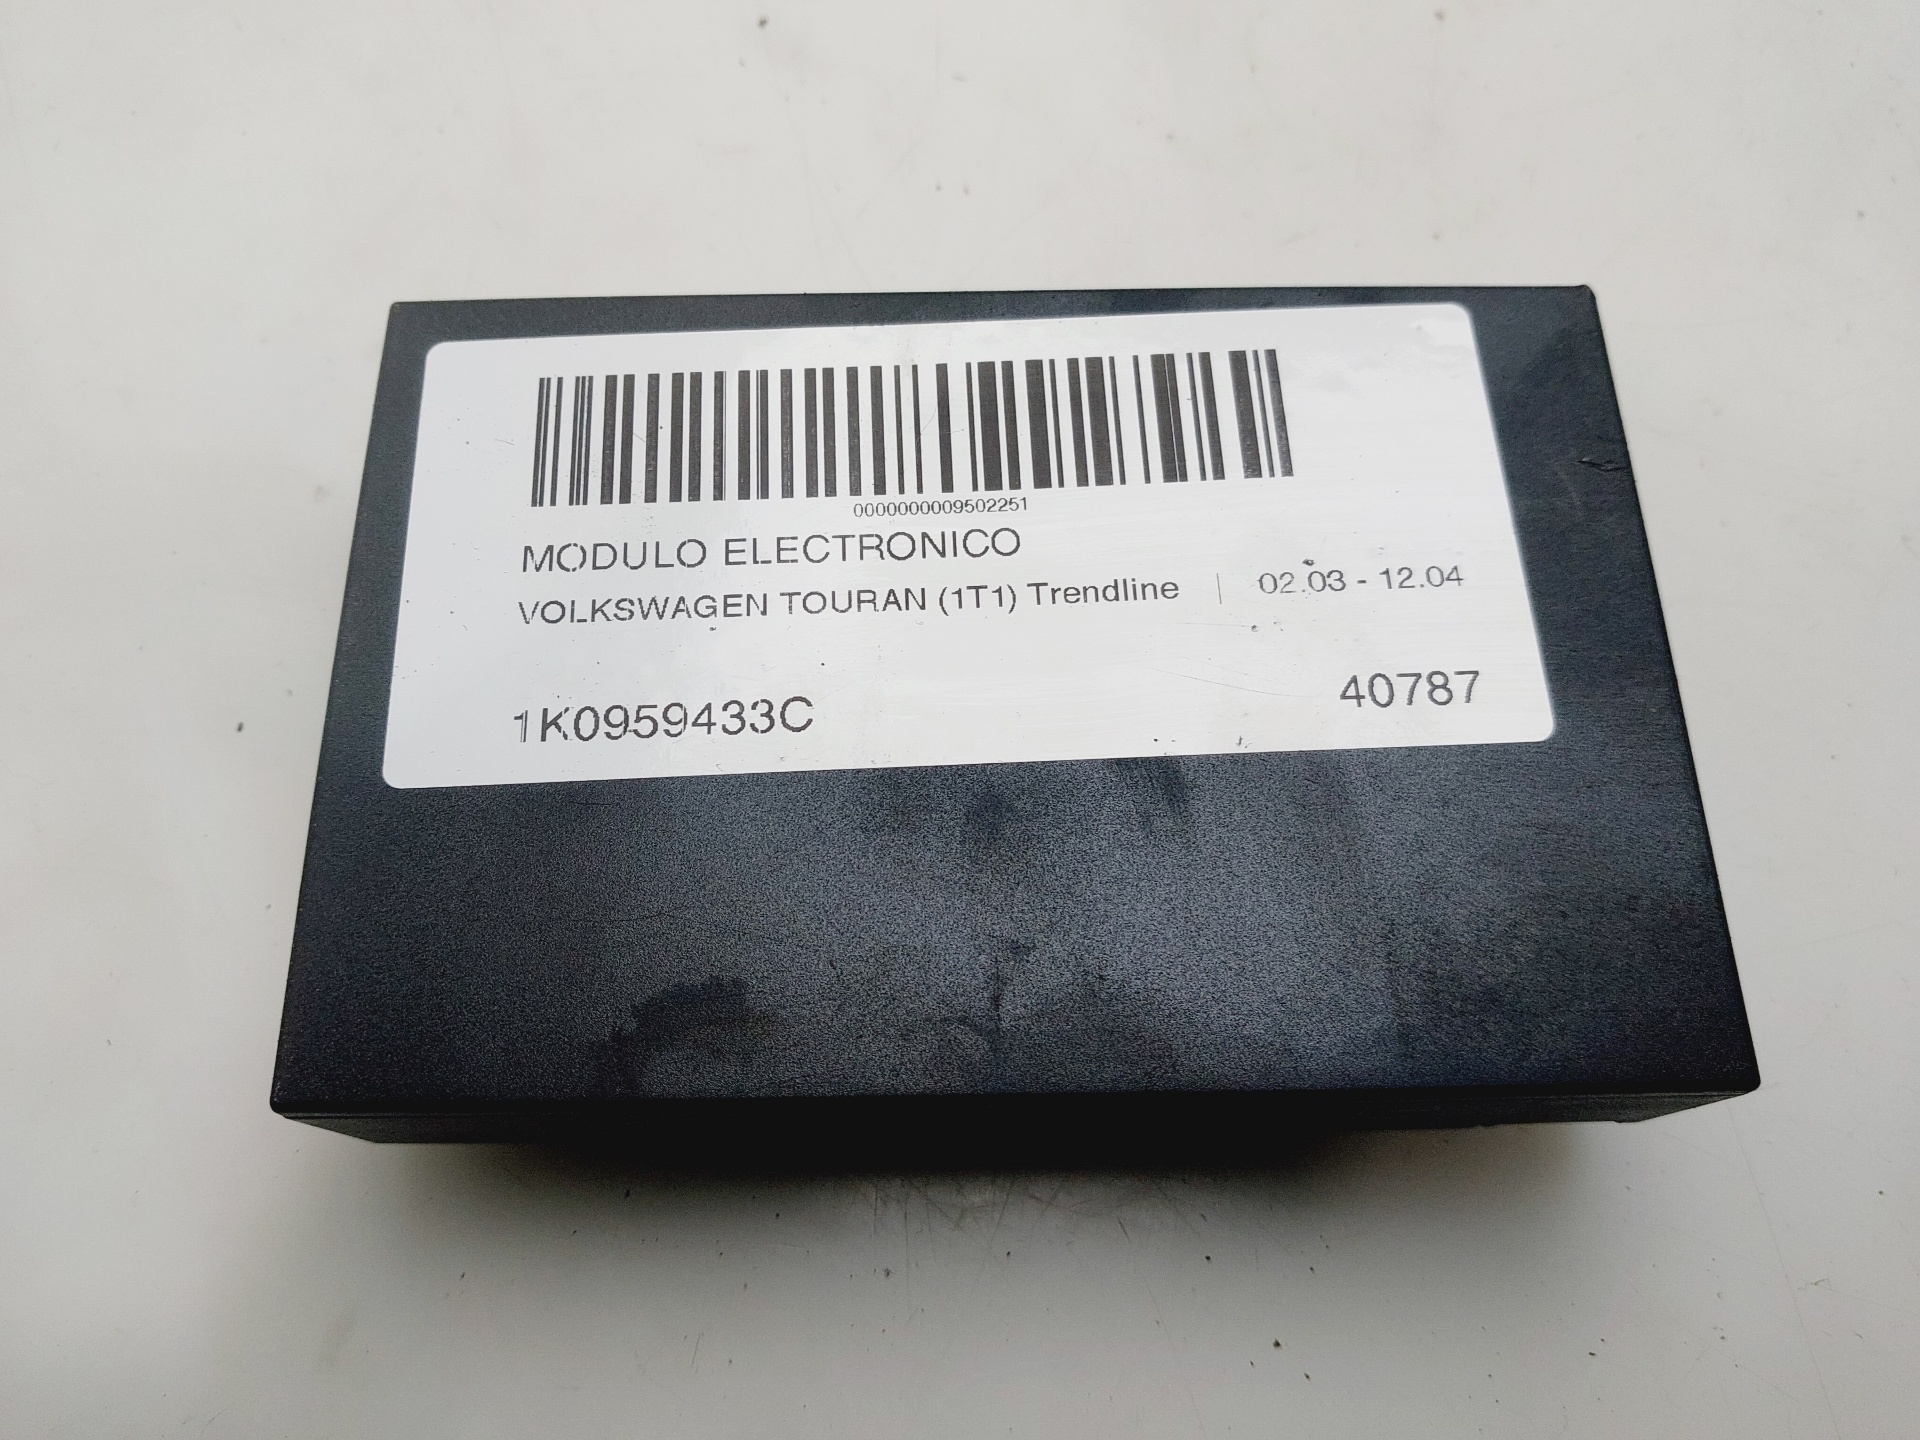 0000000009502251
MODULO ELECTRONICO
VOLKSWAGEN TOURAN (1T1) Trendline | 02.03 - 12.04
1K0959433C 40787